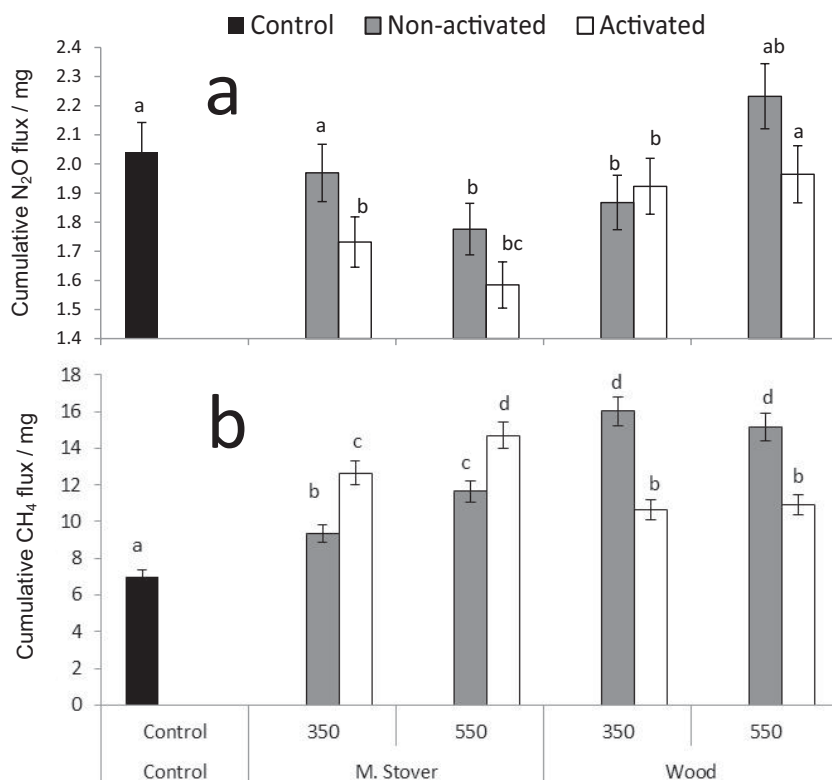 Control Non-activated Activated
a
Cumulative N₂O flux / mg
2.4
2.3
2.2
2.1
2.0
1.9
1.8
1.7
1.6
1.5
1.4
a
a
b
b
bc
b
b
ab
a
b
Cumulative CH₄ flux / mg
18
16
14
12
10
8
6
4
2
0
a
b
c
c
d
d
b
d
b
Control 350 550 350 550
Control M. Stover Wood